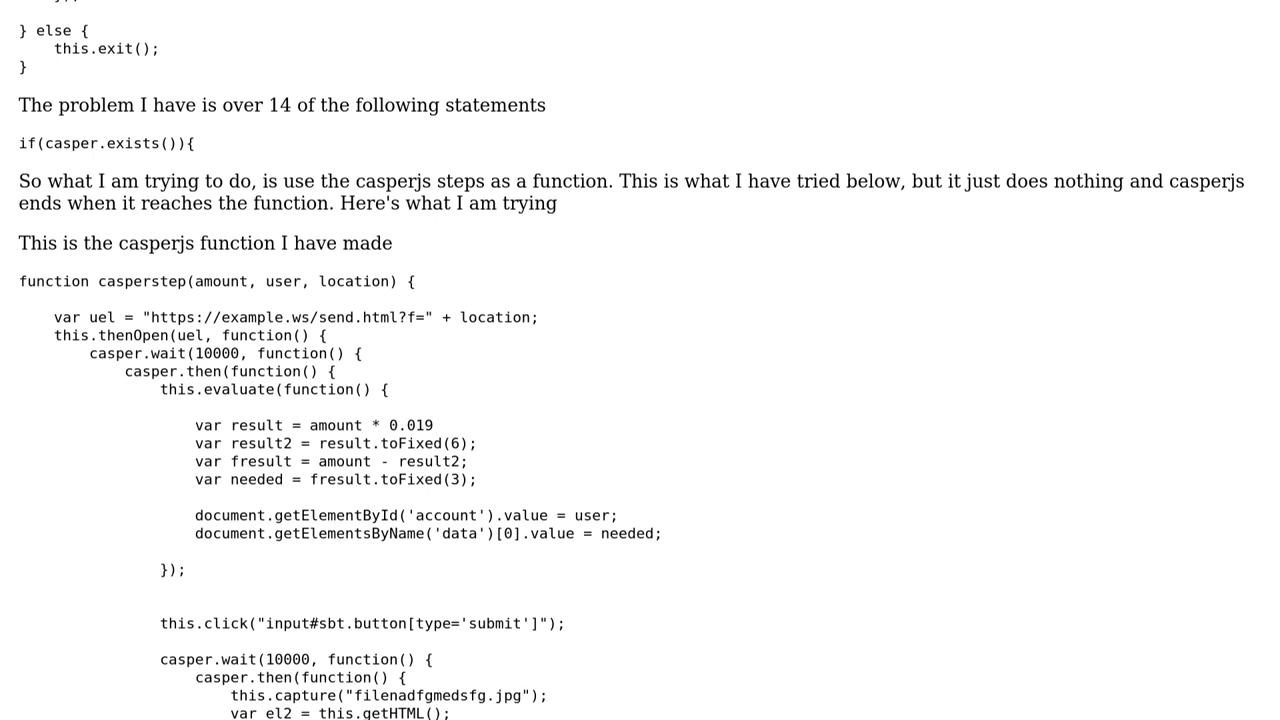 } else {
    this.exit();
}
The problem I have is over 14 of the following statements
if(casper.exists()){
So what I am trying to do, is use the casperjs steps as a function. This is what I have tried below, but it just does nothing and casperjs
ends when it reaches the function. Here's what I am trying
This is the casperjs function I have made
function casperstep(amount, user, location) {
    var uel = "https://example.ws/send.html?f=" + location;
    this.thenOpen(uel, function() {
        casper.wait(10000, function() {
            casper.then(function() {
                this.evaluate(function() {
                    var result = amount * 0.019
                    var result2 = result.toFixed(6);
                    var fresult = amount - result2;
                    var needed = fresult.toFixed(3);
                    document.getElementById('account').value = user;
                    document.getElementsByName('data')[0].value = needed;
                });
                this.click("input#sbt.button[type='submit']");
                casper.wait(10000, function() {
                    casper.then(function() {
                        this.capture("filenadfgmedsfg.jpg");
                        var el2 = this.getHTML();